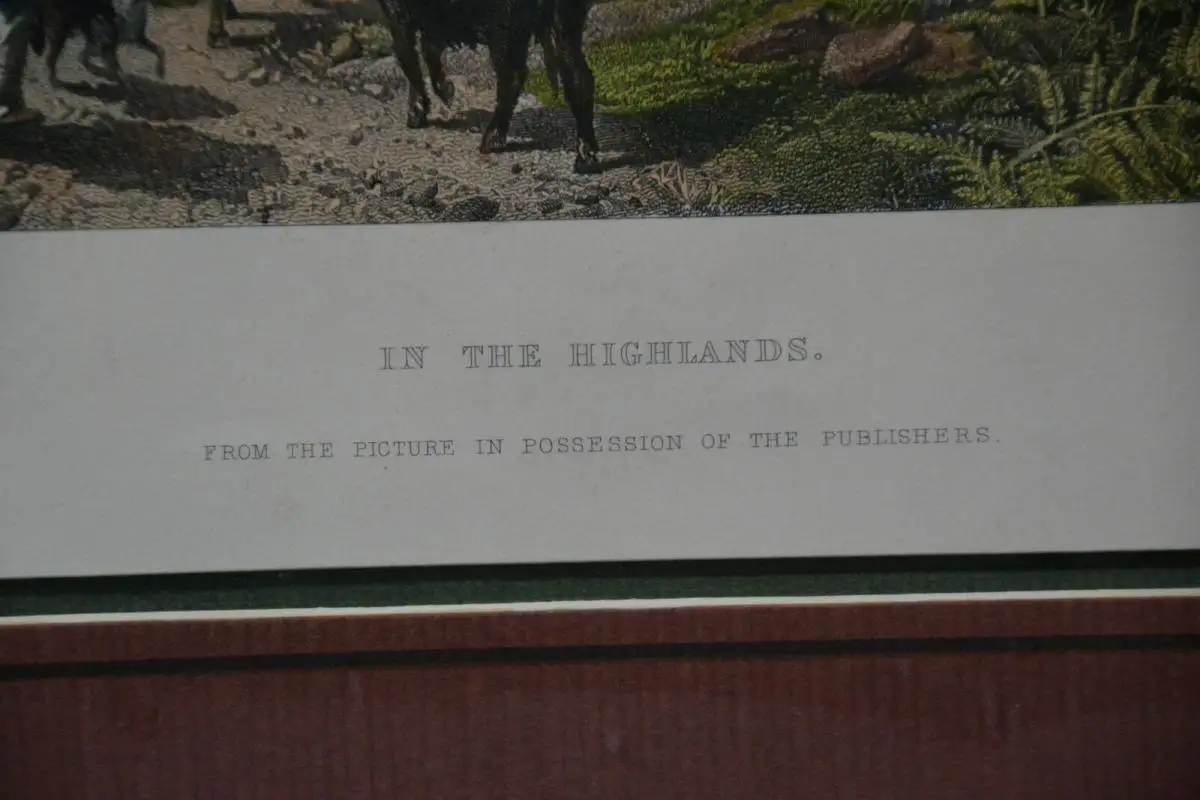 IN THE HIGHLANDS.
FROM THE PICTURE IN POSSESSION OF THE PUBLISHERS.